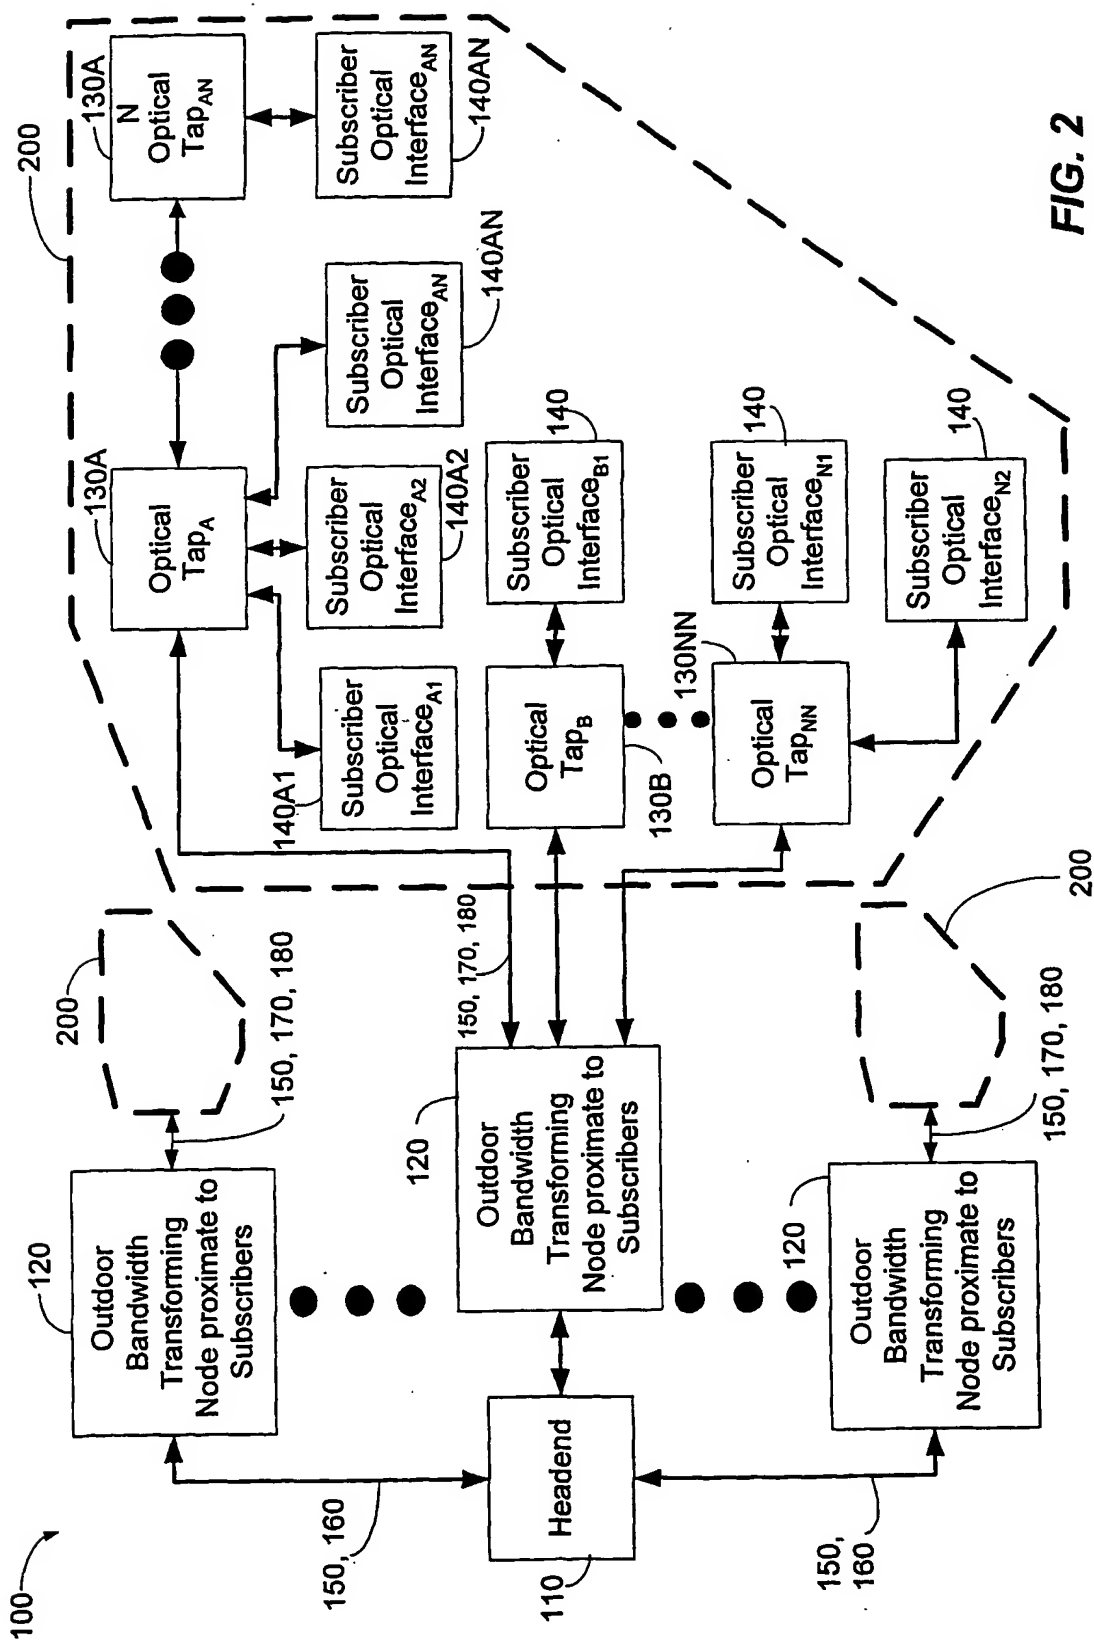 100
200
130A
N
Optical
Tap_AN
Subscriber
Optical
Interface_AN
140AN
130A
Optical
Tap_A
Subscriber
Optical
Interface_AN
140AN
Subscriber
Optical
Interface_A2
140A2
140A1
Subscriber
Optical
Interface_A1
120
Outdoor
Bandwidth
Transforming
Node proximate to
Subscribers
200
150, 170, 180
150, 160
110
Headend
120
Outdoor
Bandwidth
Transforming
Node proximate to
Subscribers
150, 170, 180
Optical
Tap_B
130B
Subscriber
Optical
Interface_B1
140
130NN
Optical
Tap_NN
Subscriber
Optical
Interface_N1
140
Subscriber
Optical
Interface_N2
140
150,
160
120
Outdoor
Bandwidth
Transforming
Node proximate to
Subscribers
150, 170, 180
200
FIG. 2